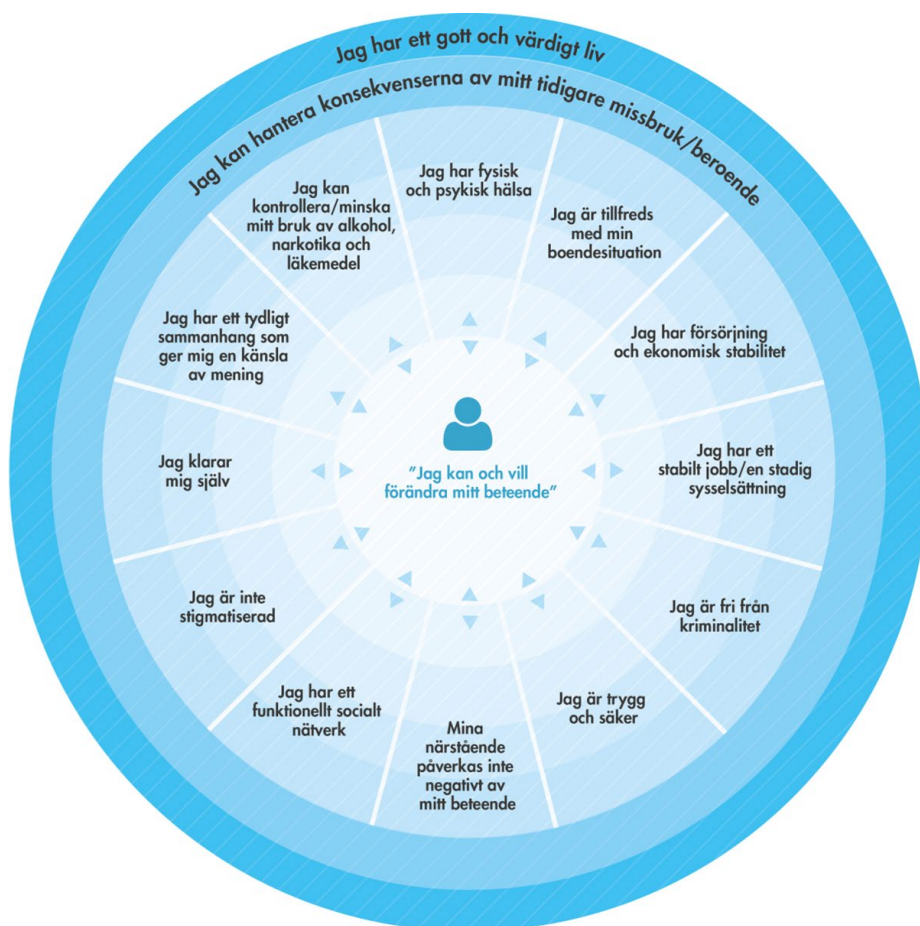 Jag har ett gott och värdigt liv
Jag kan hantera konsekvenserna av mitt tidigare missbruk/beroende
Jag har fysisk
och psykisk hälsa
Jag är tillfreds
med min
boendesituation
Jag har försörjning
och ekonomisk stabilitet
Jag har ett
stabilt jobb/en stadig
sysselsättning
Jag är fri från
kriminalitet
Jag är trygg
och säker
Mina
närstående
påverkas inte
negativt av
mitt beteende
Jag har ett
funktionellt socialt
nätverk
Jag är inte
stigmatiserad
Jag klarar
mig själv
Jag har ett tydligt
sammanhang som
ger mig en känsla
av mening
Jag kan
kontrollera/minska
mitt bruk av alkohol,
narkotika och
läkemedel
”Jag kan och vill
förändra mitt beteende”